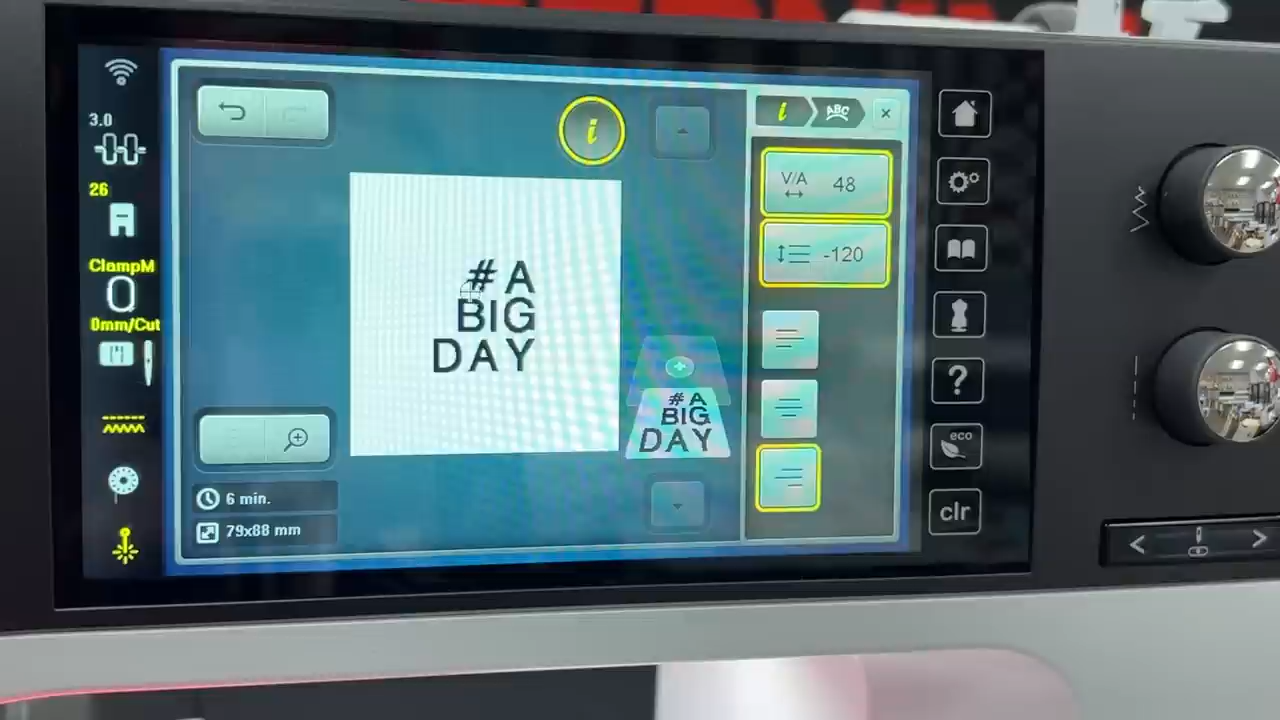 3.0
26
ClampM
0mm/Cut
i
i
ABC
×
V/A 48
-120
#A
BIG
DAY
#A
BIG
DAY
6 min.
79x88 mm
?
eco
clr